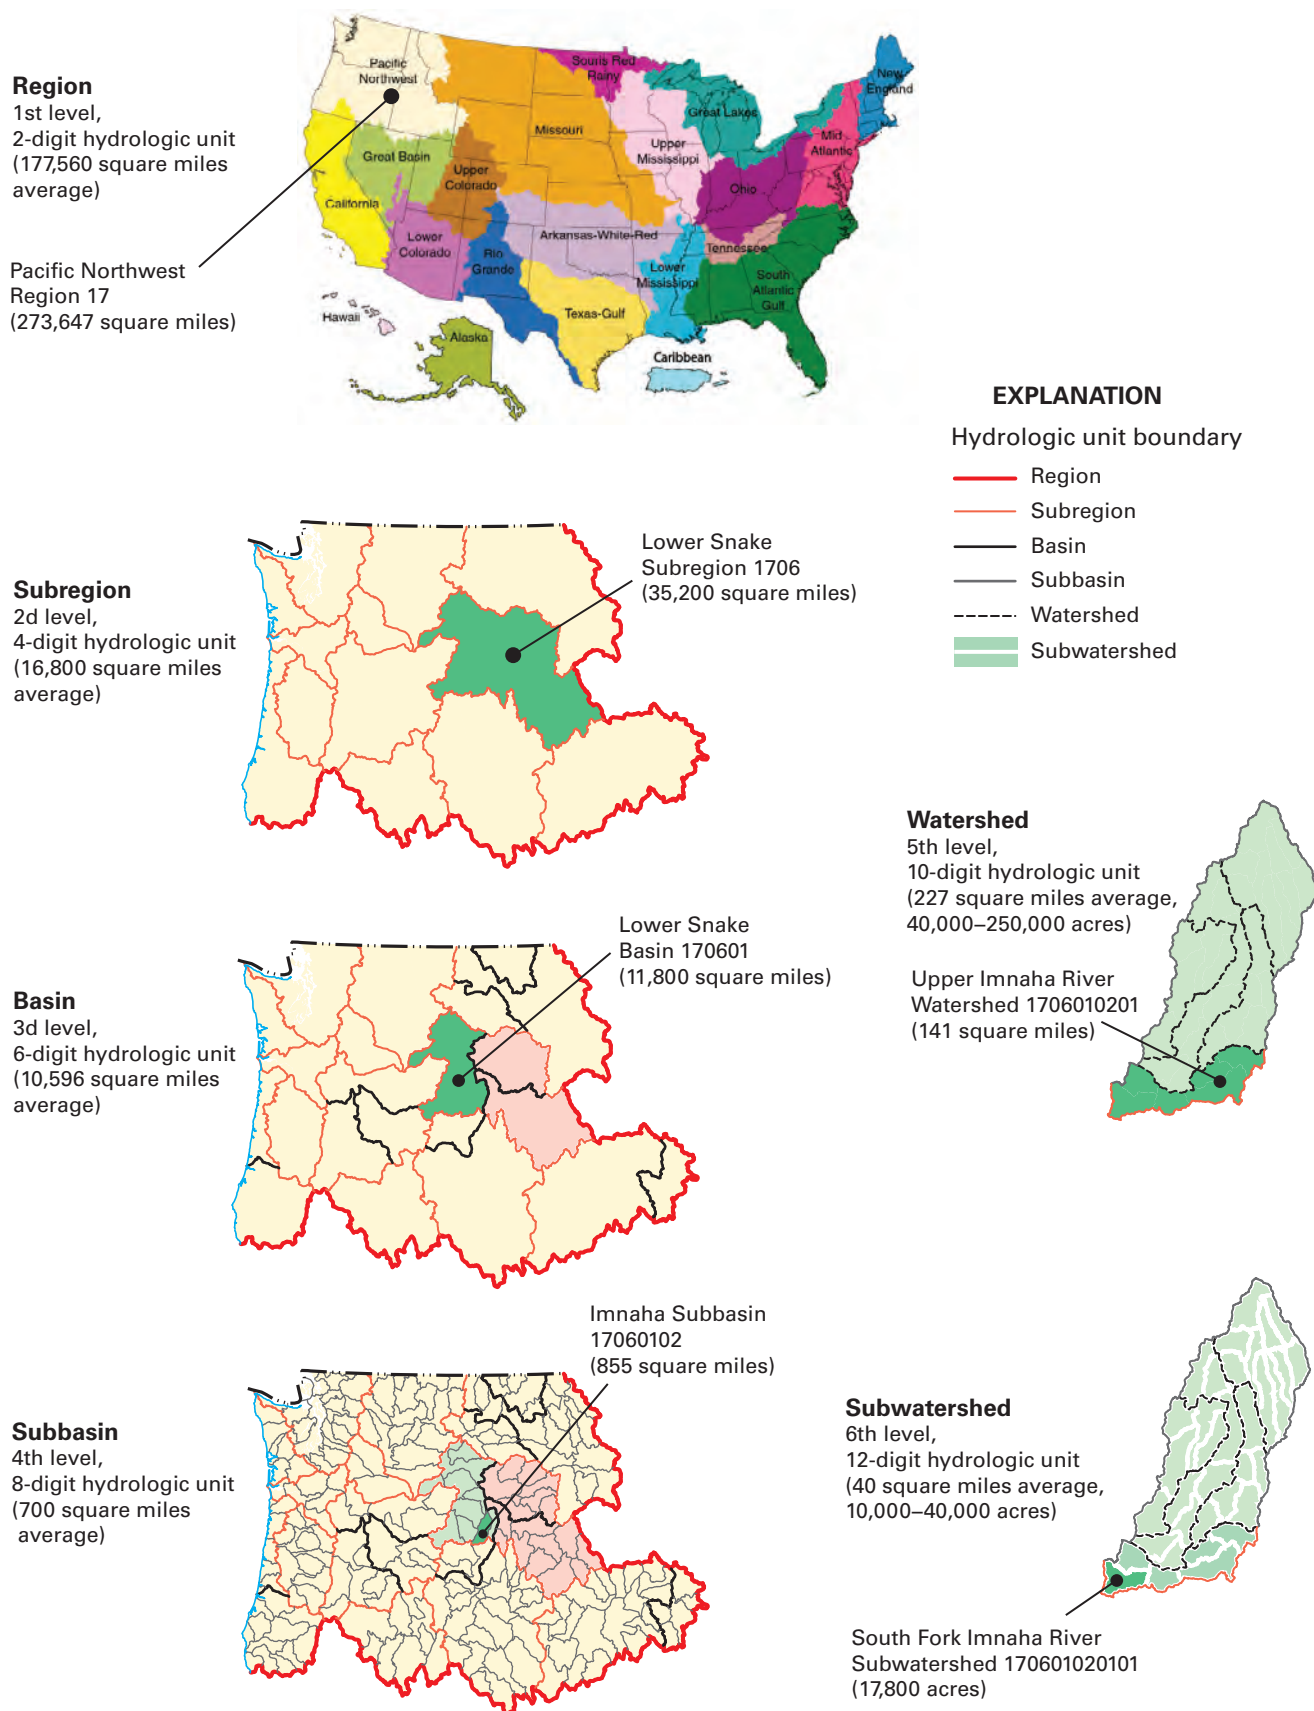 Region
1st level,
2-digit hydrologic unit
(177,560 square miles
average)
Pacific Northwest
Region 17
(273,647 square miles)
Pacific
Northwest
Souris Red
Rainy
New
England
Great Lakes
Missouri
Upper
Mississippi
Mid
Atlantic
Great Basin
Upper
Colorado
Ohio
California
Lower
Colorado
Arkansas-White-Red
Tennessee
Rio
Grande
Lower
Mississippi
South
Atlantic
Gulf
Texas-Gulf
Hawaii
Alaska
Caribbean
EXPLANATION
Hydrologic unit boundary
Region
Subregion
Basin
Subbasin
Watershed
Subwatershed
Subregion
2d level,
4-digit hydrologic unit
(16,800 square miles
average)
Lower Snake
Subregion 1706
(35,200 square miles)
Basin
3d level,
6-digit hydrologic unit
(10,596 square miles
average)
Lower Snake
Basin 170601
(11,800 square miles)
Watershed
5th level,
10-digit hydrologic unit
(227 square miles average,
40,000–250,000 acres)
Upper Imnaha River
Watershed 1706010201
(141 square miles)
Subbasin
4th level,
8-digit hydrologic unit
(700 square miles
average)
Imnaha Subbasin
17060102
(855 square miles)
Subwatershed
6th level,
12-digit hydrologic unit
(40 square miles average,
10,000–40,000 acres)
South Fork Imnaha River
Subwatershed 170601020101
(17,800 acres)